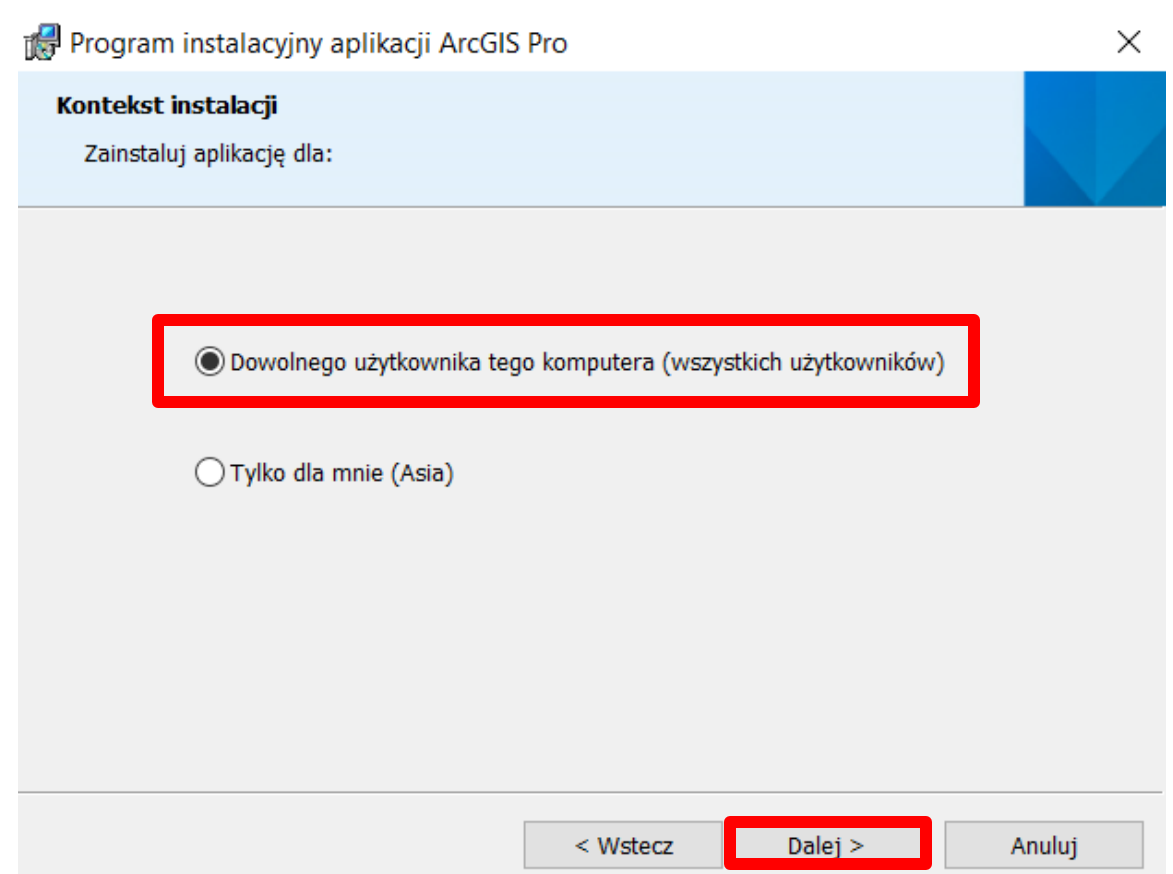 Program instalacyjny aplikacji ArcGIS Pro
Kontekst instalacji
Zainstaluj aplikację dla:
Dowolnego użytkownika tego komputera (wszystkich użytkowników)
Tylko dla mnie (Asia)
< Wstecz
Dalej >
Anuluj